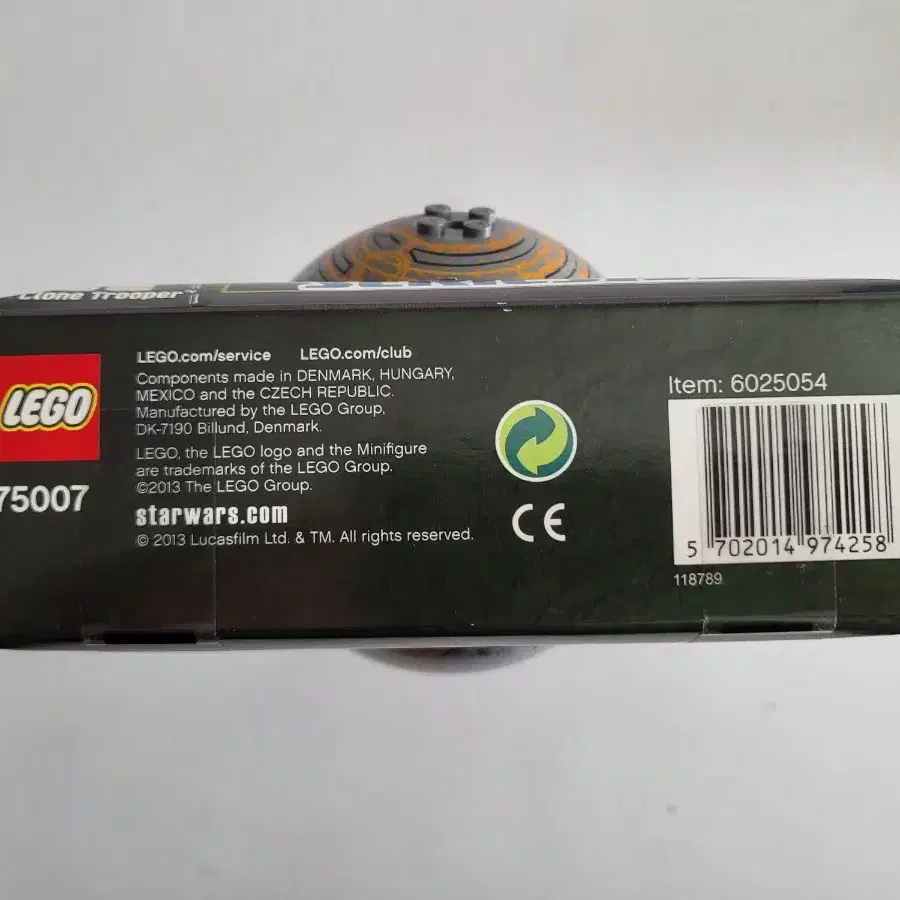 Clone Trooper™
LEGO
75007
LEGO.com/service LEGO.com/club
Components made in DENMARK, HUNGARY,
MEXICO and the CZECH REPUBLIC.
Manufactured by the LEGO Group,
DK-7190 Billund, Denmark.
LEGO, the LEGO logo and the Minifigure
are trademarks of the LEGO Group.
©2013 The LEGO Group.
starwars.com
© 2013 Lucasfilm Ltd. & TM. All rights reserved.
CE
Item: 6025054
5 702014 974258
118789